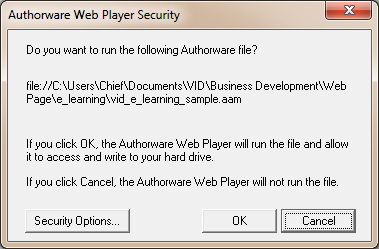 Authorware Web Player Security
Do you want to run the following Authorware file?
file://C:\Users\Chief\Documents\VID\Business Development\Web
Page\e_learning\vid_e_learning_sample.aam
If you click OK, the Authorware Web Player will run the file and allow
it to access and write to your hard drive.
If you click Cancel, the Authorware Web Player will not run the file.
Security Options...
OK
Cancel